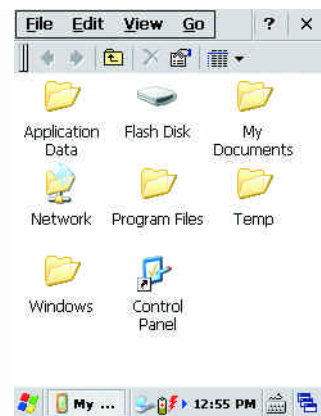 File Edit View Go ? ×
Application Data
Flash Disk
My Documents
Network
Program Files
Temp
Windows
Control Panel
My ...
12:55 PM